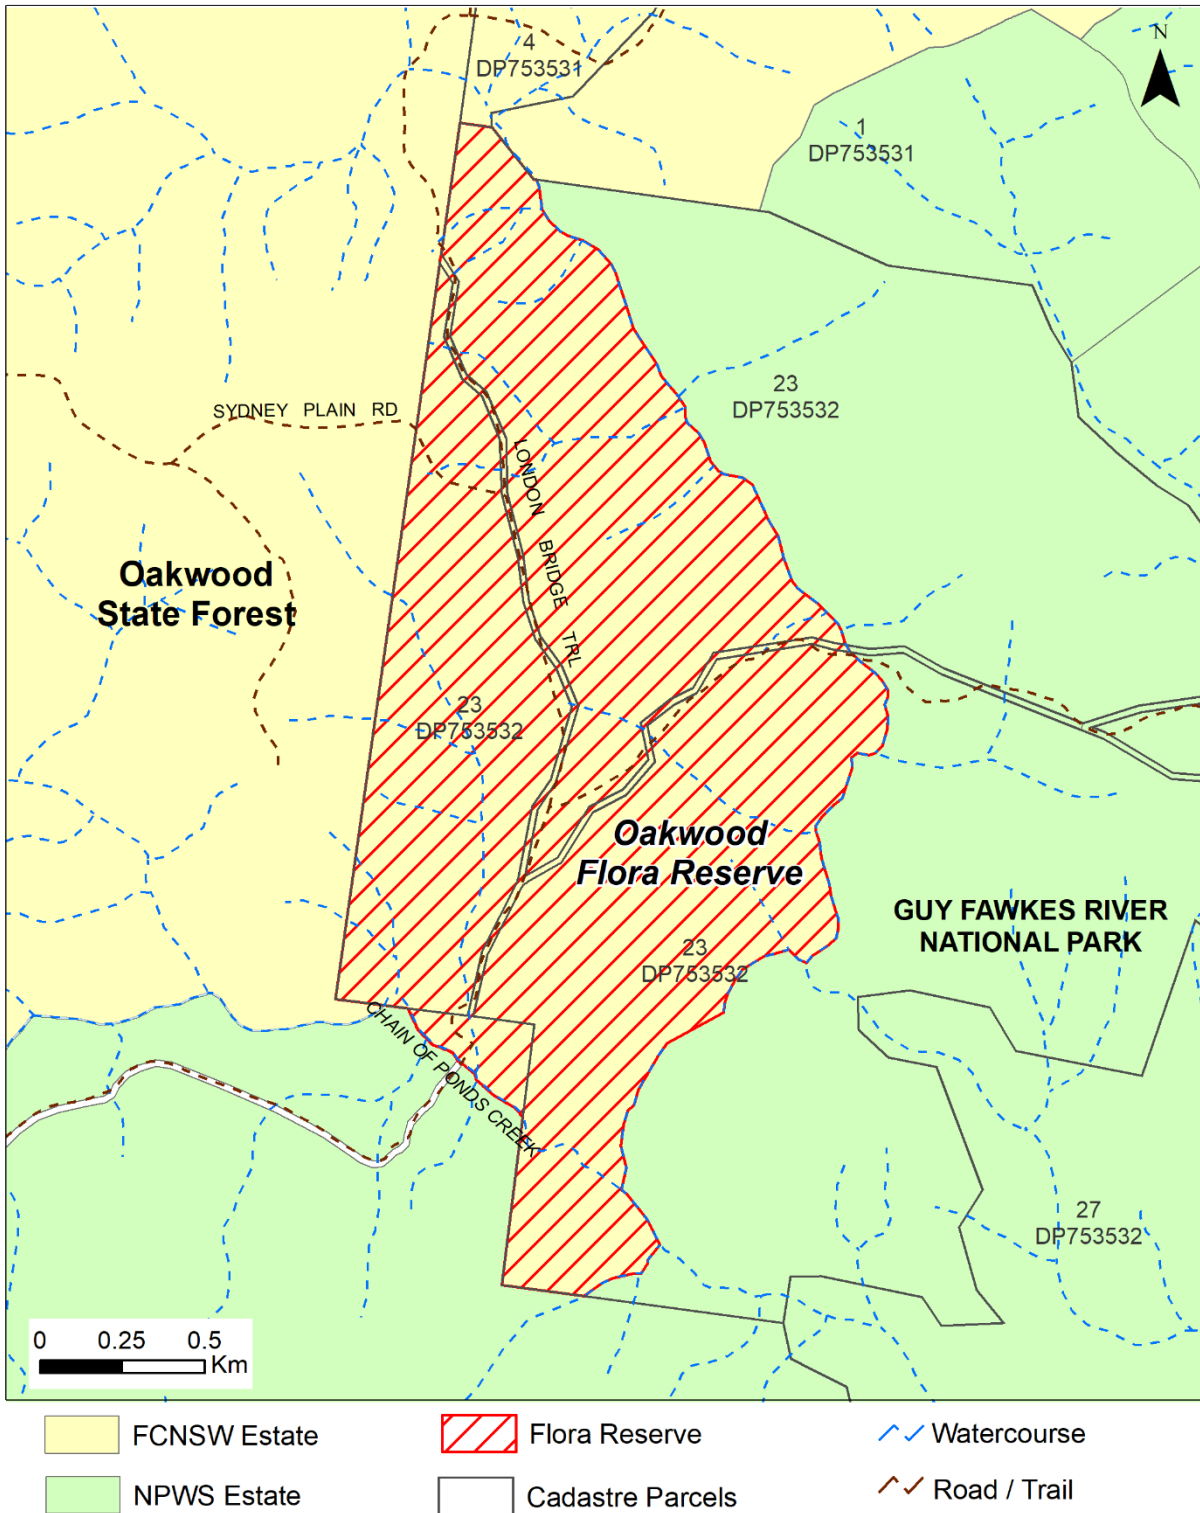 N
4
DP753531
1
DP753531
23
DP753532
SYDNEY PLAIN RD
LONDON BRIDGE TRL
Oakwood
State Forest
23
DP753532
Oakwood
Flora Reserve
GUY FAWKES RIVER
NATIONAL PARK
23
DP753532
CHAIN OF PONDS CREEK
27
DP753532
0 0.25 0.5
Km
FCNSW Estate
Flora Reserve
Watercourse
NPWS Estate
Cadastre Parcels
Road / Trail